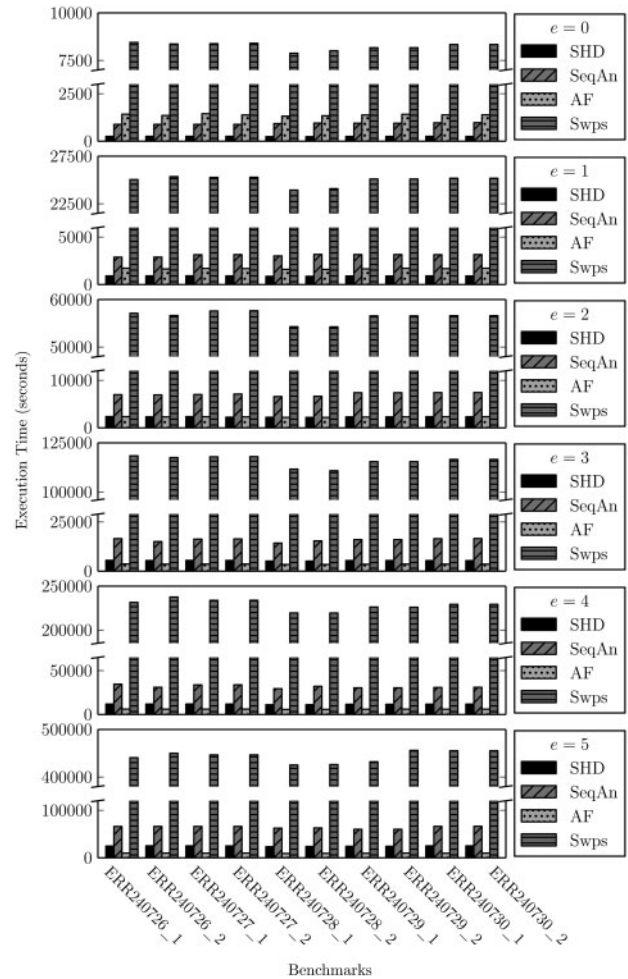 10000
7500
2500
0
e = 0
SHD
SeqAn
AF
Swps
27500
22500
5000
0
e = 1
SHD
SeqAn
AF
Swps
60000
50000
10000
0
e = 2
SHD
SeqAn
AF
Swps
125000
100000
25000
0
e = 3
SHD
SeqAn
AF
Swps
250000
200000
50000
0
e = 4
SHD
SeqAn
AF
Swps
500000
400000
100000
0
e = 5
SHD
SeqAn
AF
Swps
Execution Time (seconds)
ERR240726_1
ERR240726_2
ERR240727_1
ERR240727_2
ERR240728_1
ERR240728_2
ERR240729_1
ERR240729_2
ERR240730_1
ERR240730_2
Benchmarks